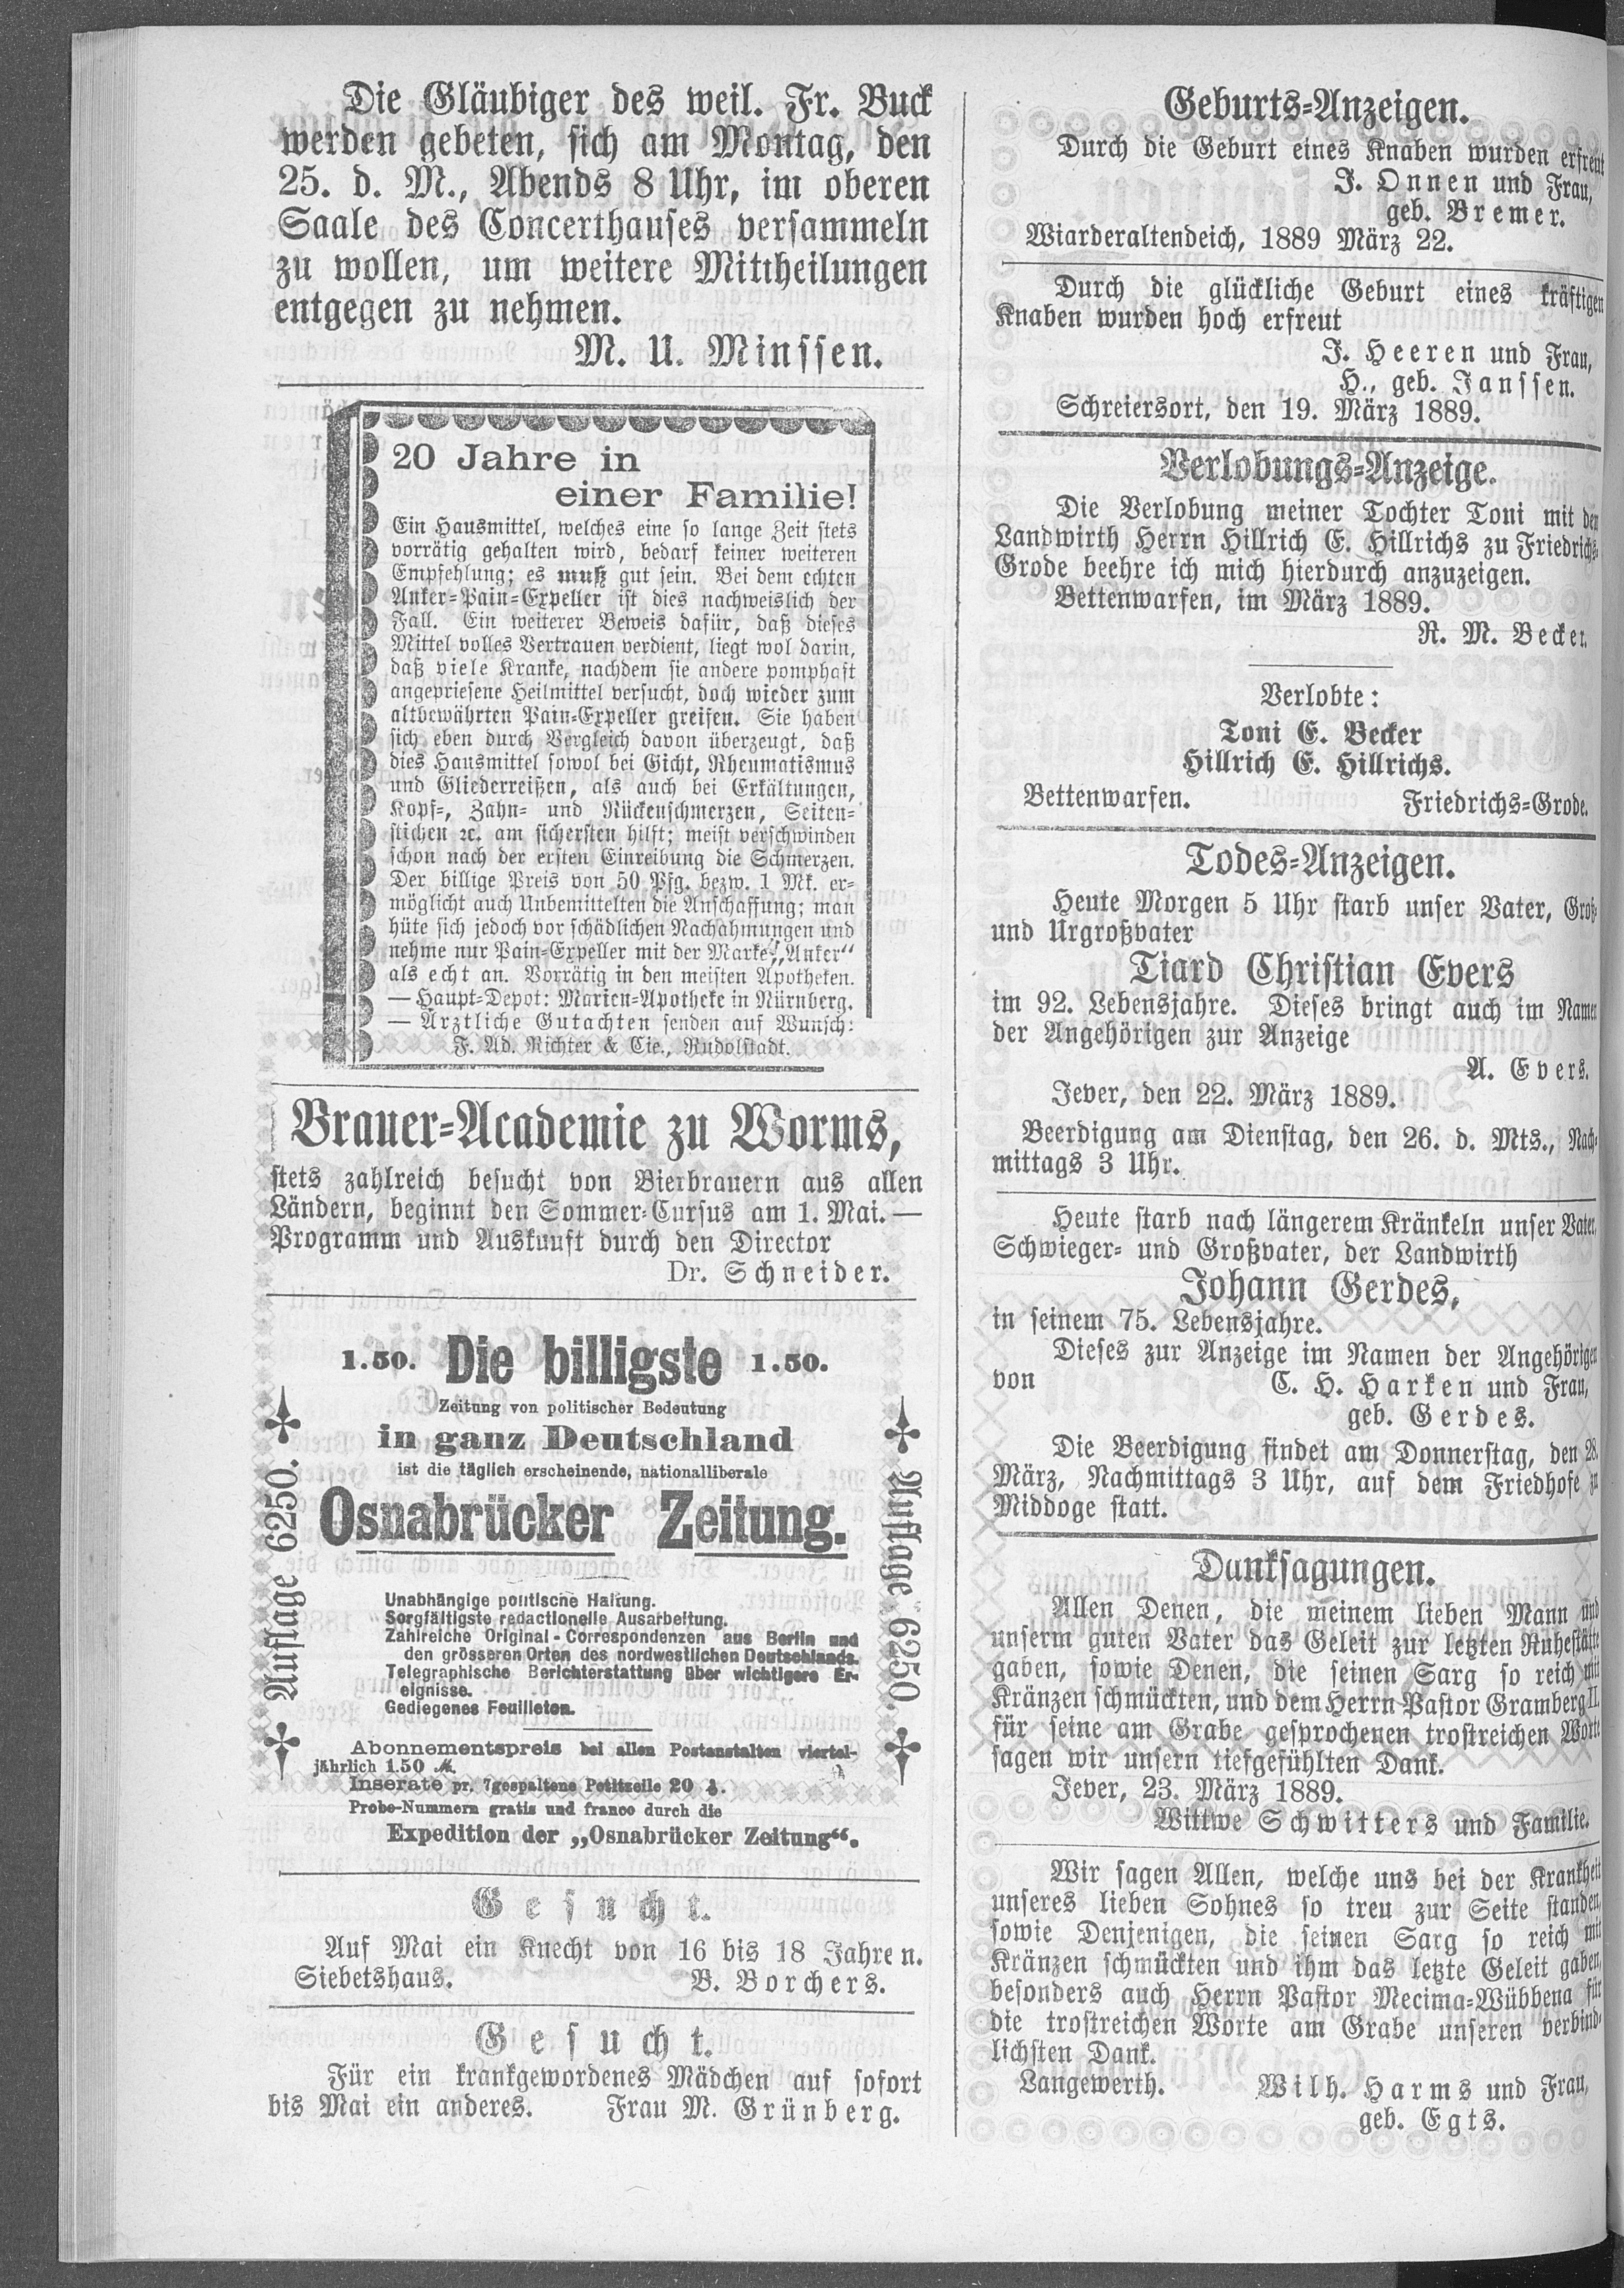 Die Gläubiger des weil. Fr. Buck
werden gebeten, sich am Montag, den
25. d. M., Abends 8 Uhr, im oberen
Saale des Concerthauses versammeln
zu wollen, um weitere Mittheilungen
entgegen zu nehmen.
M. U. Minssen.
20 Jahre in
einer Familie!
Ein Hausmittel, welches eine so lange Zeit stets
vorrätig gehalten wird, bedarf keiner weiteren
Empfehlung; es muß gut sein. Bei dem echten
Anker-Pain-Expeller ist dies nachweislich der
Fall. Ein weiterer Beweis dafür, daß dieses
Mittel volles Vertrauen verdient, liegt wol darin,
daß viele Kranke, nachdem sie andere pomphaft
angepriesene Heilmittel versucht, doch wieder zum
altbewährten Pain-Expeller greifen. Sie haben
sich eben durch Vergleich davon überzeugt, daß
dies Hausmittel sowol bei Gicht, Rheumatismus
und Gliederreißen, als auch bei Erkältungen,
Kopf-, Zahn- und Rückenschmerzen, Seiten-
stichen ꝛc. am sichersten hilft; meist verschwinden
schon nach der ersten Einreibung die Schmerzen.
Der billige Preis von 50 Pfg. bezw. 1 Mk. er-
möglicht auch Unbemittelten die Anschaffung; man
hüte sich jedoch vor schädlichen Nachahmungen und
nehme nur Pain-Expeller mit der Marke „Anker“
als echt an. Vorrätig in den meisten Apotheken.
— Haupt-Depot: Marien-Apotheke in Nürnberg.
— Ärztliche Gutachten senden auf Wunsch:
F. Ad. Richter & Cie., Rudolstadt.
Brauer-Academie zu Worms,
stets zahlreich besucht von Bierbrauern aus allen
Ländern, beginnt den Sommer-Cursus am 1. Mai. —
Programm und Auskunft durch den Director
Dr. Schneider.
1.50. Die billigste 1.50.
Zeitung von politischer Bedeutung
in ganz Deutschland
ist die täglich erscheinende, nationalliberale
Osnabrücker Zeitung.
Auflage 6250.
Auflage 6250.
Unabhängige politische Haltung.
Sorgfältigste redactionelle Ausarbeitung.
Zahlreiche Original-Correspondenzen aus Berlin und
den grösseren Orten des nordwestlichen Deutschlands.
Telegraphische Berichterstattung über wichtigere Er-
eignisse.
Gediegenes Feuilleton.
Abonnementspreis bei allen Postanstalten viertel-
jährlich 1.50 ℳ.
Inserate pr. 7gespaltene Petitzeile 20 ₰.
Probe-Nummern gratis und franco durch die
Expedition der „Osnabrücker Zeitung“.
Gesucht.
Auf Mai ein Knecht von 16 bis 18 Jahren.
Siebetshaus. B. Borchers.
Gesucht.
Für ein krankgewordenes Mädchen auf sofort
bis Mai ein anderes. Frau M. Grünberg.
Geburts-Anzeigen.
Durch die Geburt eines Knaben wurden erfreut
J. Onnen und Frau,
geb. Bremer.
Wiarderaltendeich, 1889 März 22.
Durch die glückliche Geburt eines kräftigen
Knaben wurden hoch erfreut
J. Heeren und Frau,
H., geb. Janssen.
Schreiersort, den 19. März 1889.
Verlobungs-Anzeige.
Die Verlobung meiner Tochter Toni mit dem
Landwirth Herrn Hillrich E. Hillrichs zu Friedrichs-
Grode beehre ich mich hierdurch anzuzeigen.
Bettenwarfen, im März 1889.
R. M. Becker.
Verlobte:
Toni E. Becker
Hillrich E. Hillrichs.
Bettenwarfen. Friedrichs-Grode.
Todes-Anzeigen.
Heute Morgen 5 Uhr starb unser Vater, Groß-
und Urgroßvater
Tiard Christian Evers
im 92. Lebensjahre. Dieses bringt auch im Namen
der Angehörigen zur Anzeige
A. Evers.
Jever, den 22. März 1889.
Beerdigung am Dienstag, den 26. d. Mts., Nach-
mittags 3 Uhr.
Heute starb nach längerem Kränkeln unser Vater,
Schwieger- und Großvater, der Landwirth
Johann Gerdes,
in seinem 75. Lebensjahre.
Dieses zur Anzeige im Namen der Angehörigen
von C. H. Harken und Frau,
geb. Gerdes.
Die Beerdigung findet am Donnerstag, den 28.
März, Nachmittags 3 Uhr, auf dem Friedhofe zu
Middoge statt.
Danksagungen.
Allen Denen, die meinem lieben Mann und
unserm guten Vater das Geleit zur letzten Ruhestätte
gaben, sowie Denen, die seinen Sarg so reich mit
Kränzen schmückten, und dem Herrn Pastor Gramberg II.
für seine am Grabe gesprochenen trostreichen Worte
sagen wir unsern tiefgefühlten Dank.
Jever, 23. März 1889.
Wittwe Schwitters und Familie.
Wir sagen Allen, welche uns bei der Krankheit
unseres lieben Sohnes so treu zur Seite standen,
sowie Denjenigen, die seinen Sarg so reich mit
Kränzen schmückten und ihm das letzte Geleit gaben,
besonders auch Herrn Pastor Mecima-Wübbena für
die trostreichen Worte am Grabe unseren verbind-
lichsten Dank.
Langewerth. Wilh. Harms und Frau,
geb. Egts.